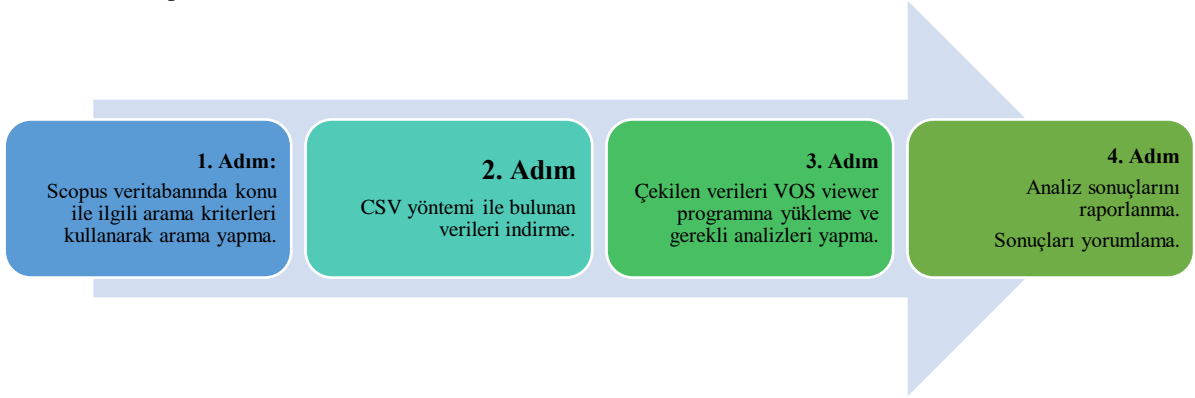 1. Adım:
Scopus veritabanında konu
ile ilgili arama kriterleri
kullanarak arama yapma.
2. Adım
CSV yöntemi ile bulunan
verileri indirme.
3. Adım
Çekilen verileri VOS viewer
programına yükleme ve
gerekli analizleri yapma.
4. Adım
Analiz sonuçlarını
raporlanma.
Sonuçları yorumlama.